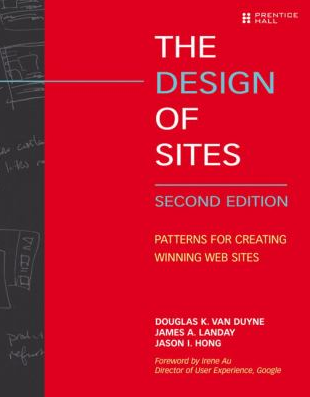 PRENTICE
HALL
THE
DESIGN
OF
SITES
SECOND EDITION
PATTERNS FOR CREATING
WINNING WEB SITES
DOUGLAS K. VAN DUYNE
JAMES A. LANDAY
JASON I. HONG
Foreword by Irene Au
Director of User Experience, Google